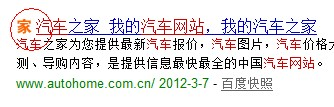 家 汽车之家_我的汽车网站，我的汽车之家
汽车之家为您提供最新汽车报价，汽车图片，汽车价格
测、导购内容，是提供信息最快最全的中国汽车网站。
www.autohome.com.cn/ 2012-3-7 - 百度快照